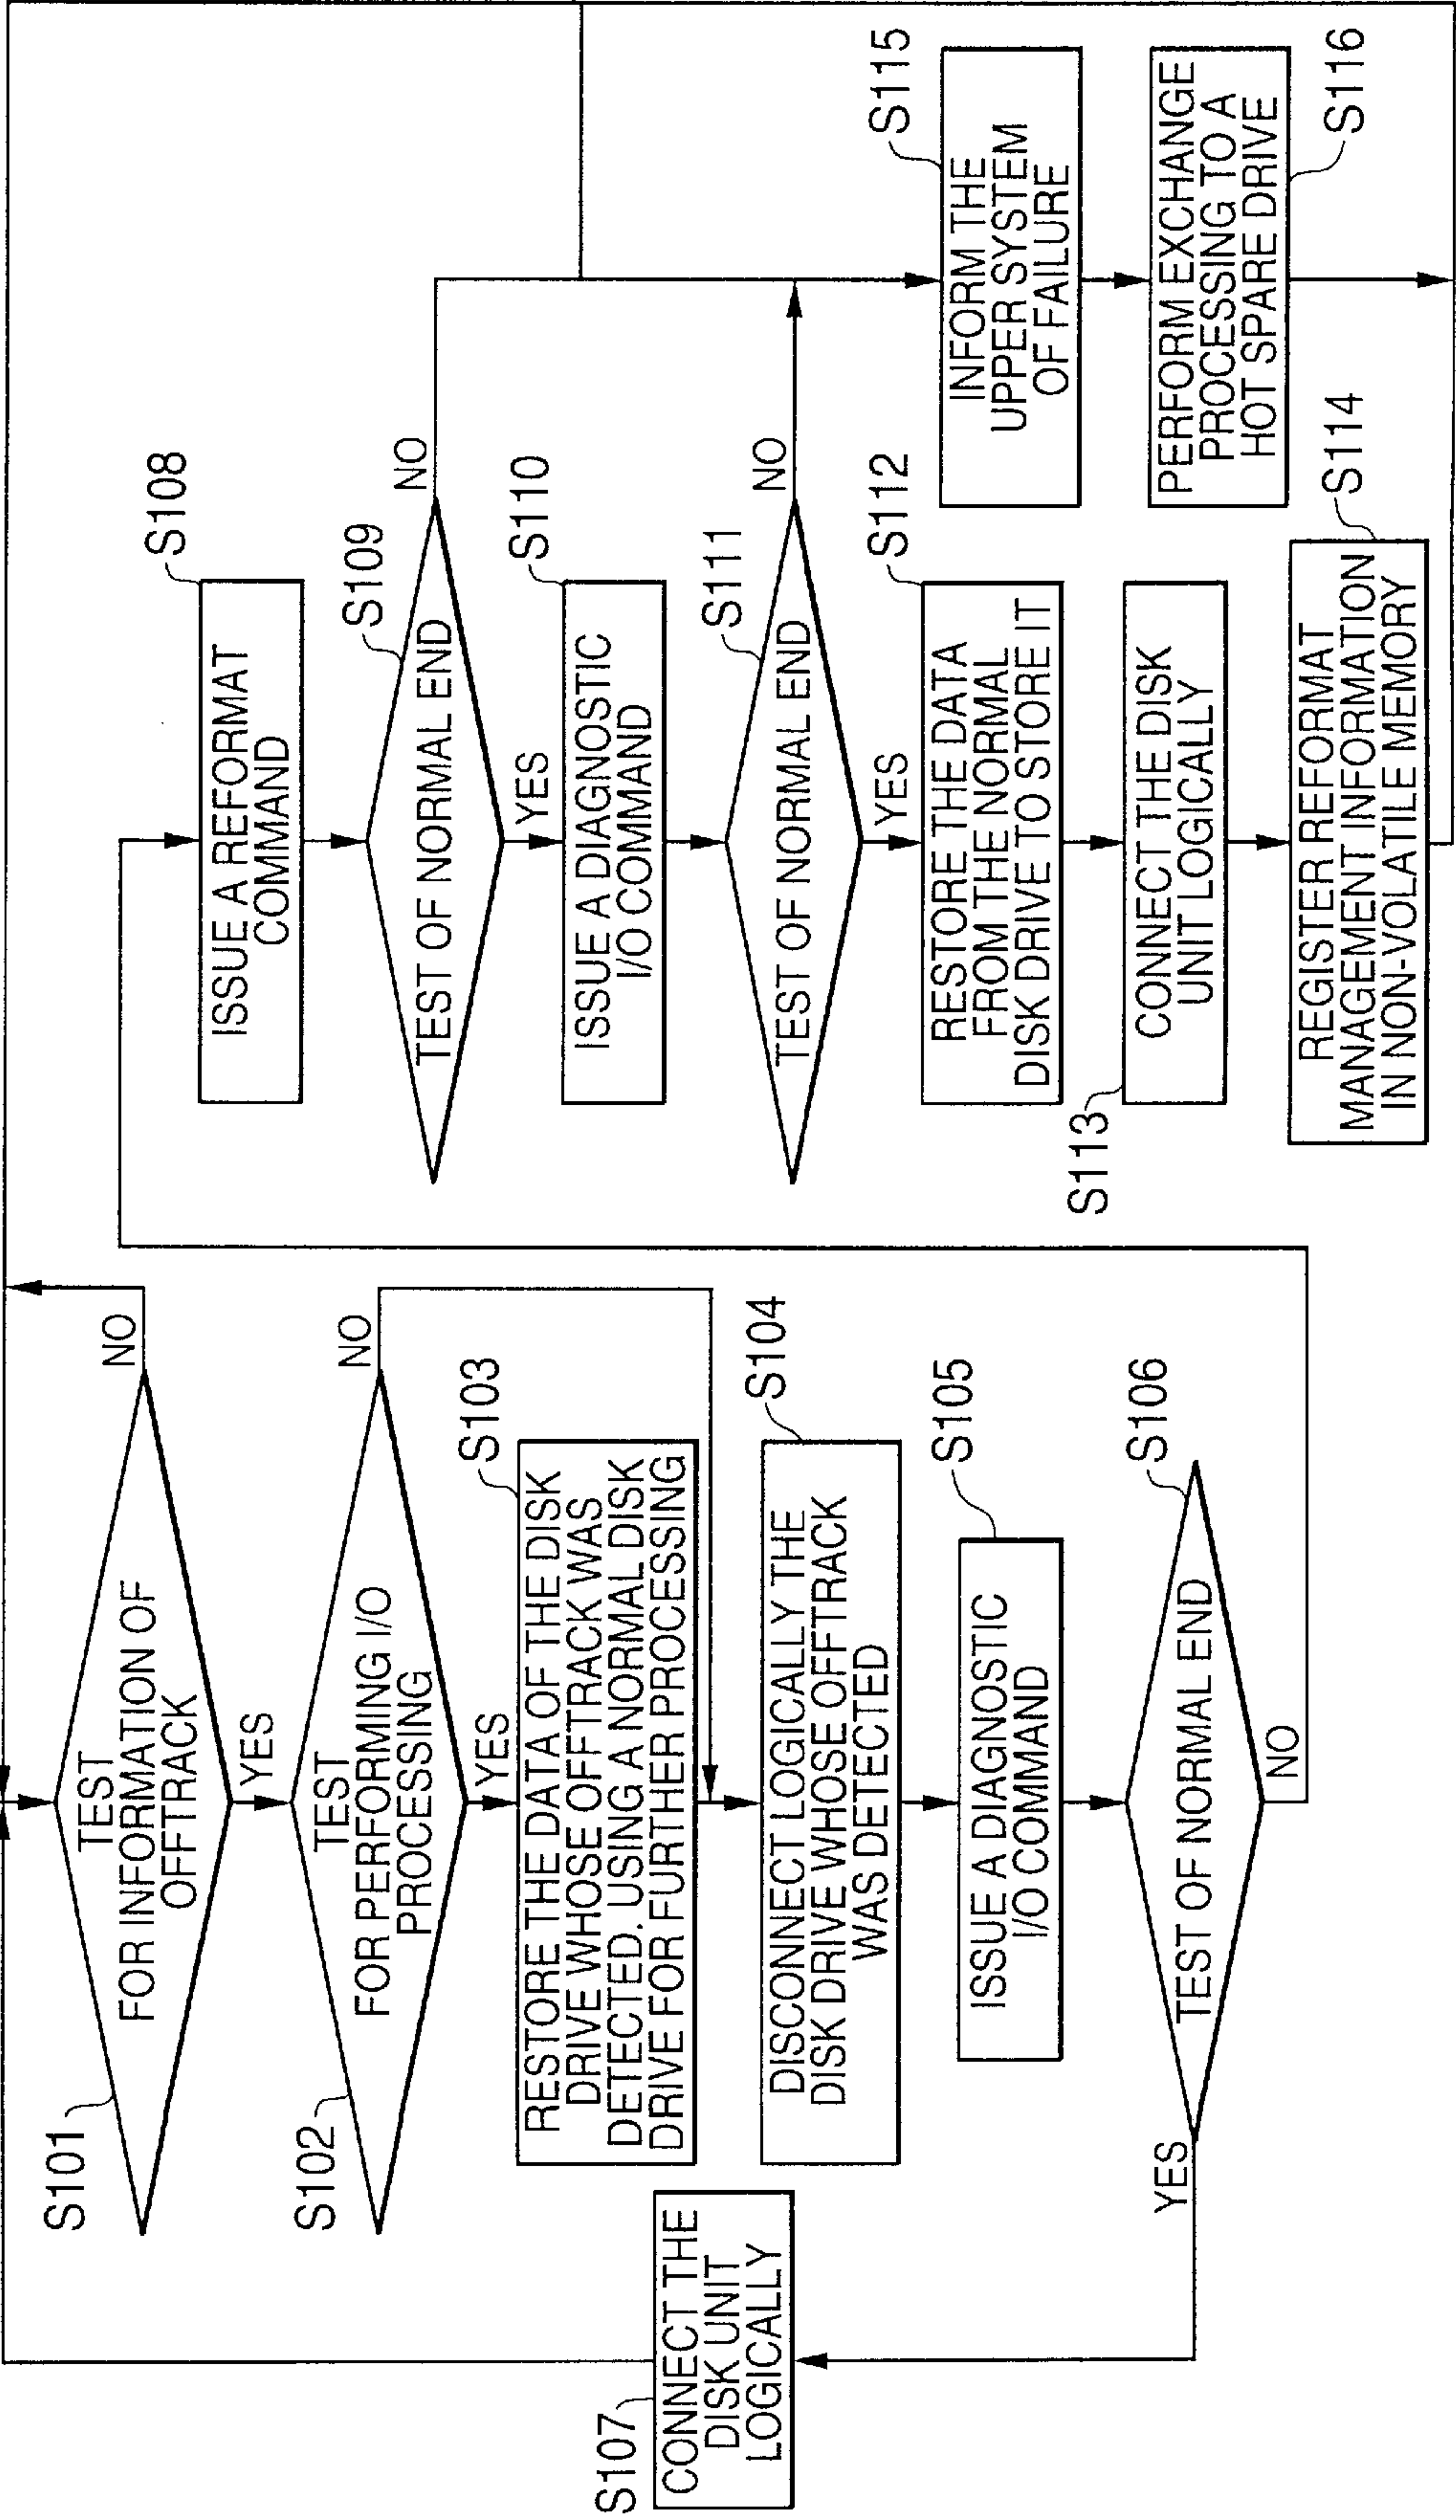 S101
TEST
FOR INFORMATION OF
OFFTRACK
NO
YES
S102
TEST
FOR PERFORMING I/O
PROCESSING
NO
YES
S103
RESTORE THE DATA OF THE DISK
DRIVE WHOSE OFFTRACK WAS
DETECTED, USING A NORMAL DISK
DRIVE FOR FURTHER PROCESSING
S104
DISCONNECT LOGICALLY THE
DISK DRIVE WHOSE OFFTRACK
WAS DETECTED
S105
ISSUE A DIAGNOSTIC
I/O COMMAND
S106
TEST OF NORMAL END
YES
NO
S107
CONNECT THE
DISK UNIT
LOGICALLY
S108
ISSUE A REFORMAT
COMMAND
S109
TEST OF NORMAL END
NO
YES
S110
ISSUE A DIAGNOSTIC
I/O COMMAND
S111
TEST OF NORMAL END
NO
YES
S112
RESTORE THE DATA
FROM THE NORMAL
DISK DRIVE TO STORE IT
S113
CONNECT THE DISK
UNIT LOGICALLY
S114
REGISTER REFORMAT
MANAGEMENT INFORMATION
IN NON-VOLATILE MEMORY
S115
INFORM THE
UPPER SYSTEM
OF FAILURE
PERFORM EXCHANGE
PROCESSING TO A
HOT SPARE DRIVE
S116